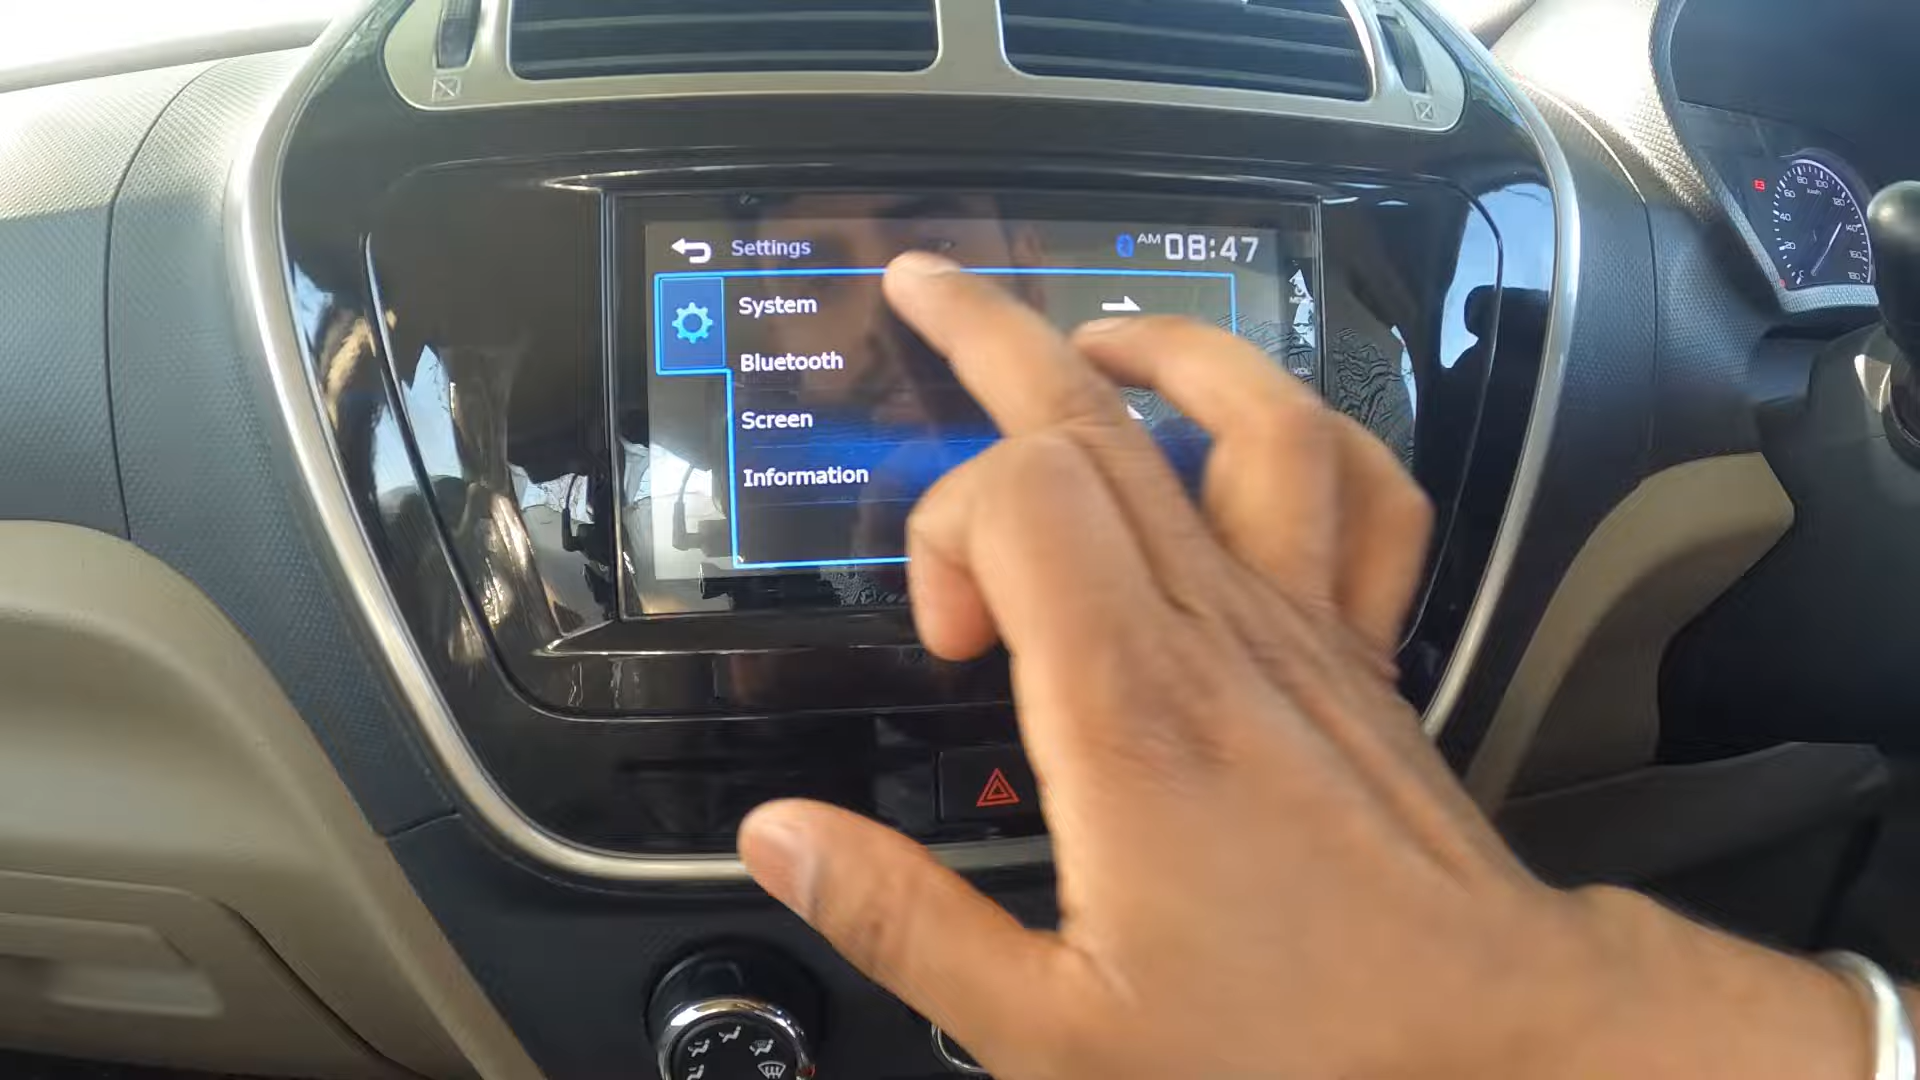 Settings
AM 08:47
System
Bluetooth
Screen
Information